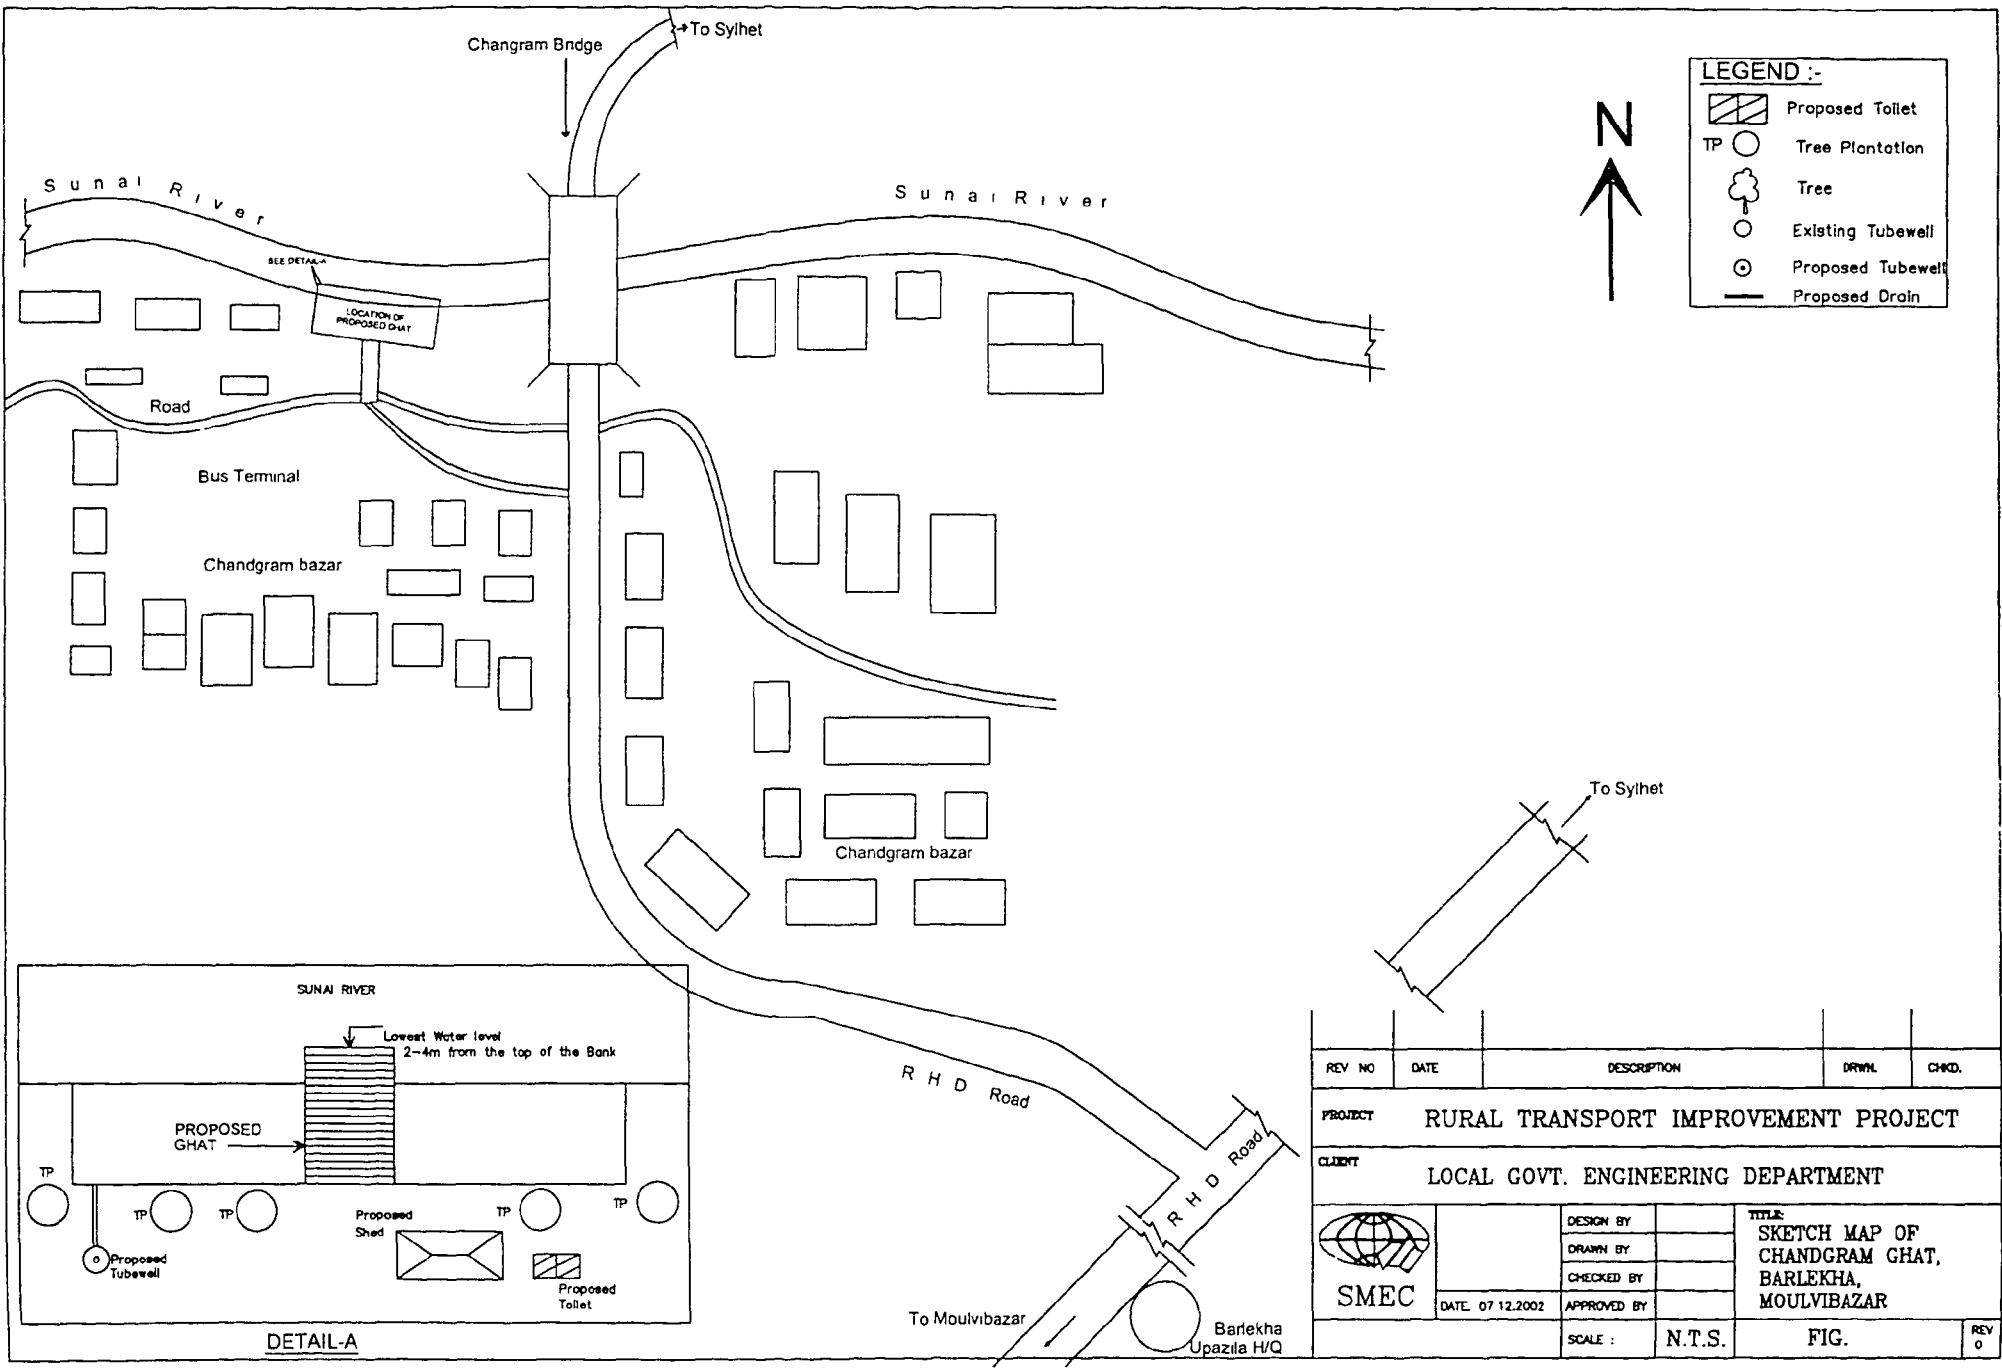 To Sylhet
Changram Bridge
Sunai River
Sunai River
SEE DETAIL-A
LOCATION OF
PROPOSED GHAT
Road
Bus Terminal
Chandgram bazar
Chandgram bazar
To Sylhet
RHD Road
RHD Road
To Moulvibazar
Barlekha
Upazila H/Q
N
LEGEND :-
Proposed Toilet
TP Tree Plantation
Tree
Existing Tubewell
Proposed Tubewell
Proposed Drain
SUNAI RIVER
Lowest Water level
2-4m from the top of the Bank
PROPOSED
GHAT
TP
TP
TP
TP
TP
Proposed
Shed
Proposed
Tubewell
Proposed
Toilet
DETAIL-A
REV NO DATE DESCRIPTION DRWN. CHKD.
PROJECT RURAL TRANSPORT IMPROVEMENT PROJECT
CLIENT LOCAL GOVT. ENGINEERING DEPARTMENT
SMEC
DATE 07 12.2002
DESIGN BY
DRAWN BY
CHECKED BY
APPROVED BY
SCALE : N.T.S.
TITLE:
SKETCH MAP OF
CHANDGRAM GHAT,
BARLEKHA,
MOULVIBAZAR
FIG.
REV
0